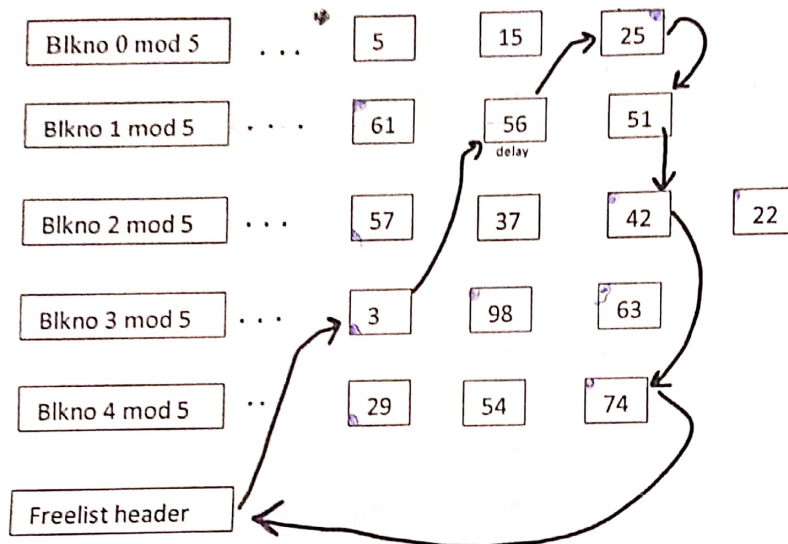 Blkno 0 mod 5 ... 5 15 25
Blkno 1 mod 5 .... 61 56 51
delay
Blkno 2 mod 5 ... 57 37 42 22
Blkno 3 mod 5 ... 3 98 63
Blkno 4 mod 5 .. 29 54 74
Freelist header